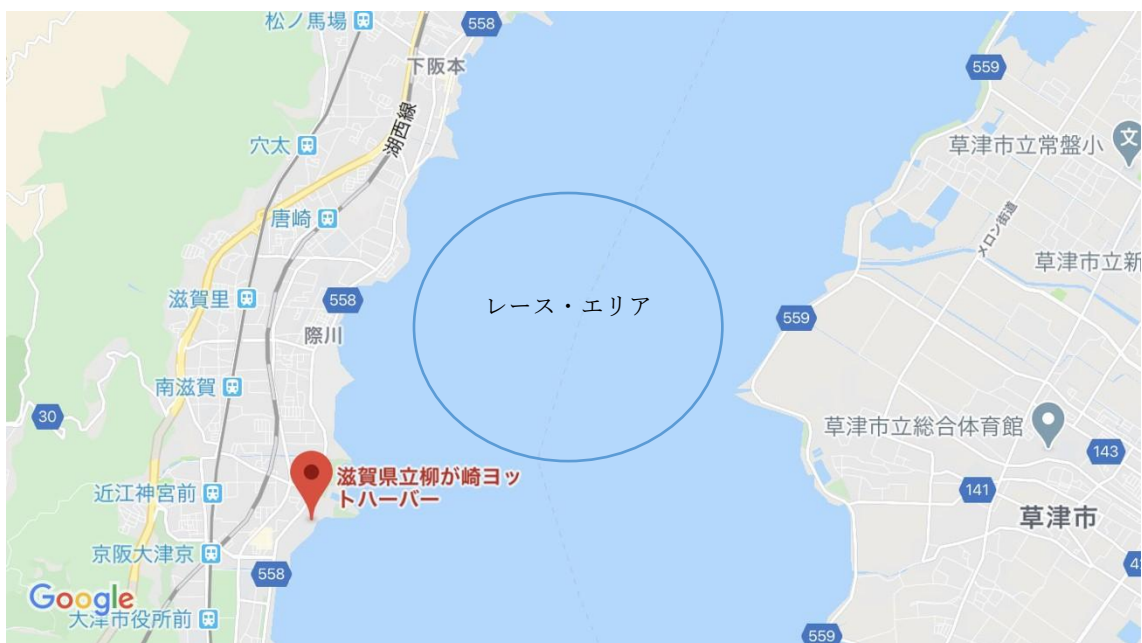 松ノ馬場
558
下阪本
559
湖西線
穴太
草津市立常盤小
文
唐崎
メロン街道
草津市立新
滋賀里
558
レース・エリア
559
際川
南滋賀
30
草津市立総合体育館
143
滋賀県立柳が崎ヨッ
トハーバー
近江神宮前
141
草津市
京阪大津京
558
42
Google
大津市役所前
559